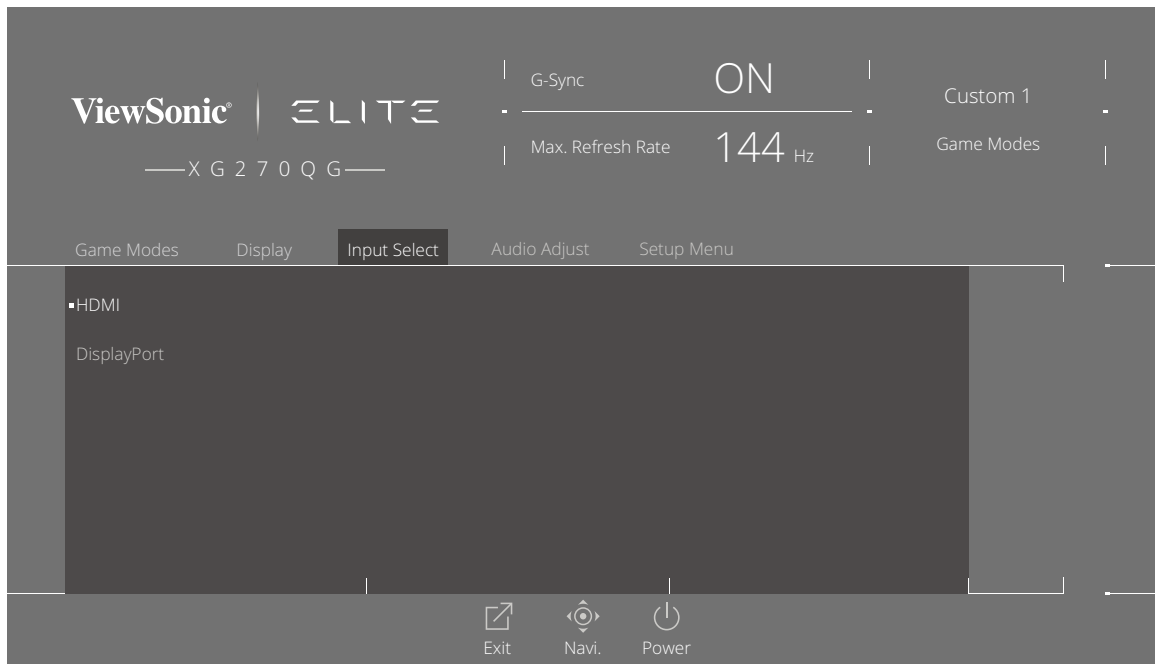 ViewSonic® ELITE
XG270QG
G-Sync ON
Max. Refresh Rate 144 Hz
Custom 1
Game Modes
Game Modes Display Input Select Audio Adjust Setup Menu
HDMI
DisplayPort
Exit Navi. Power